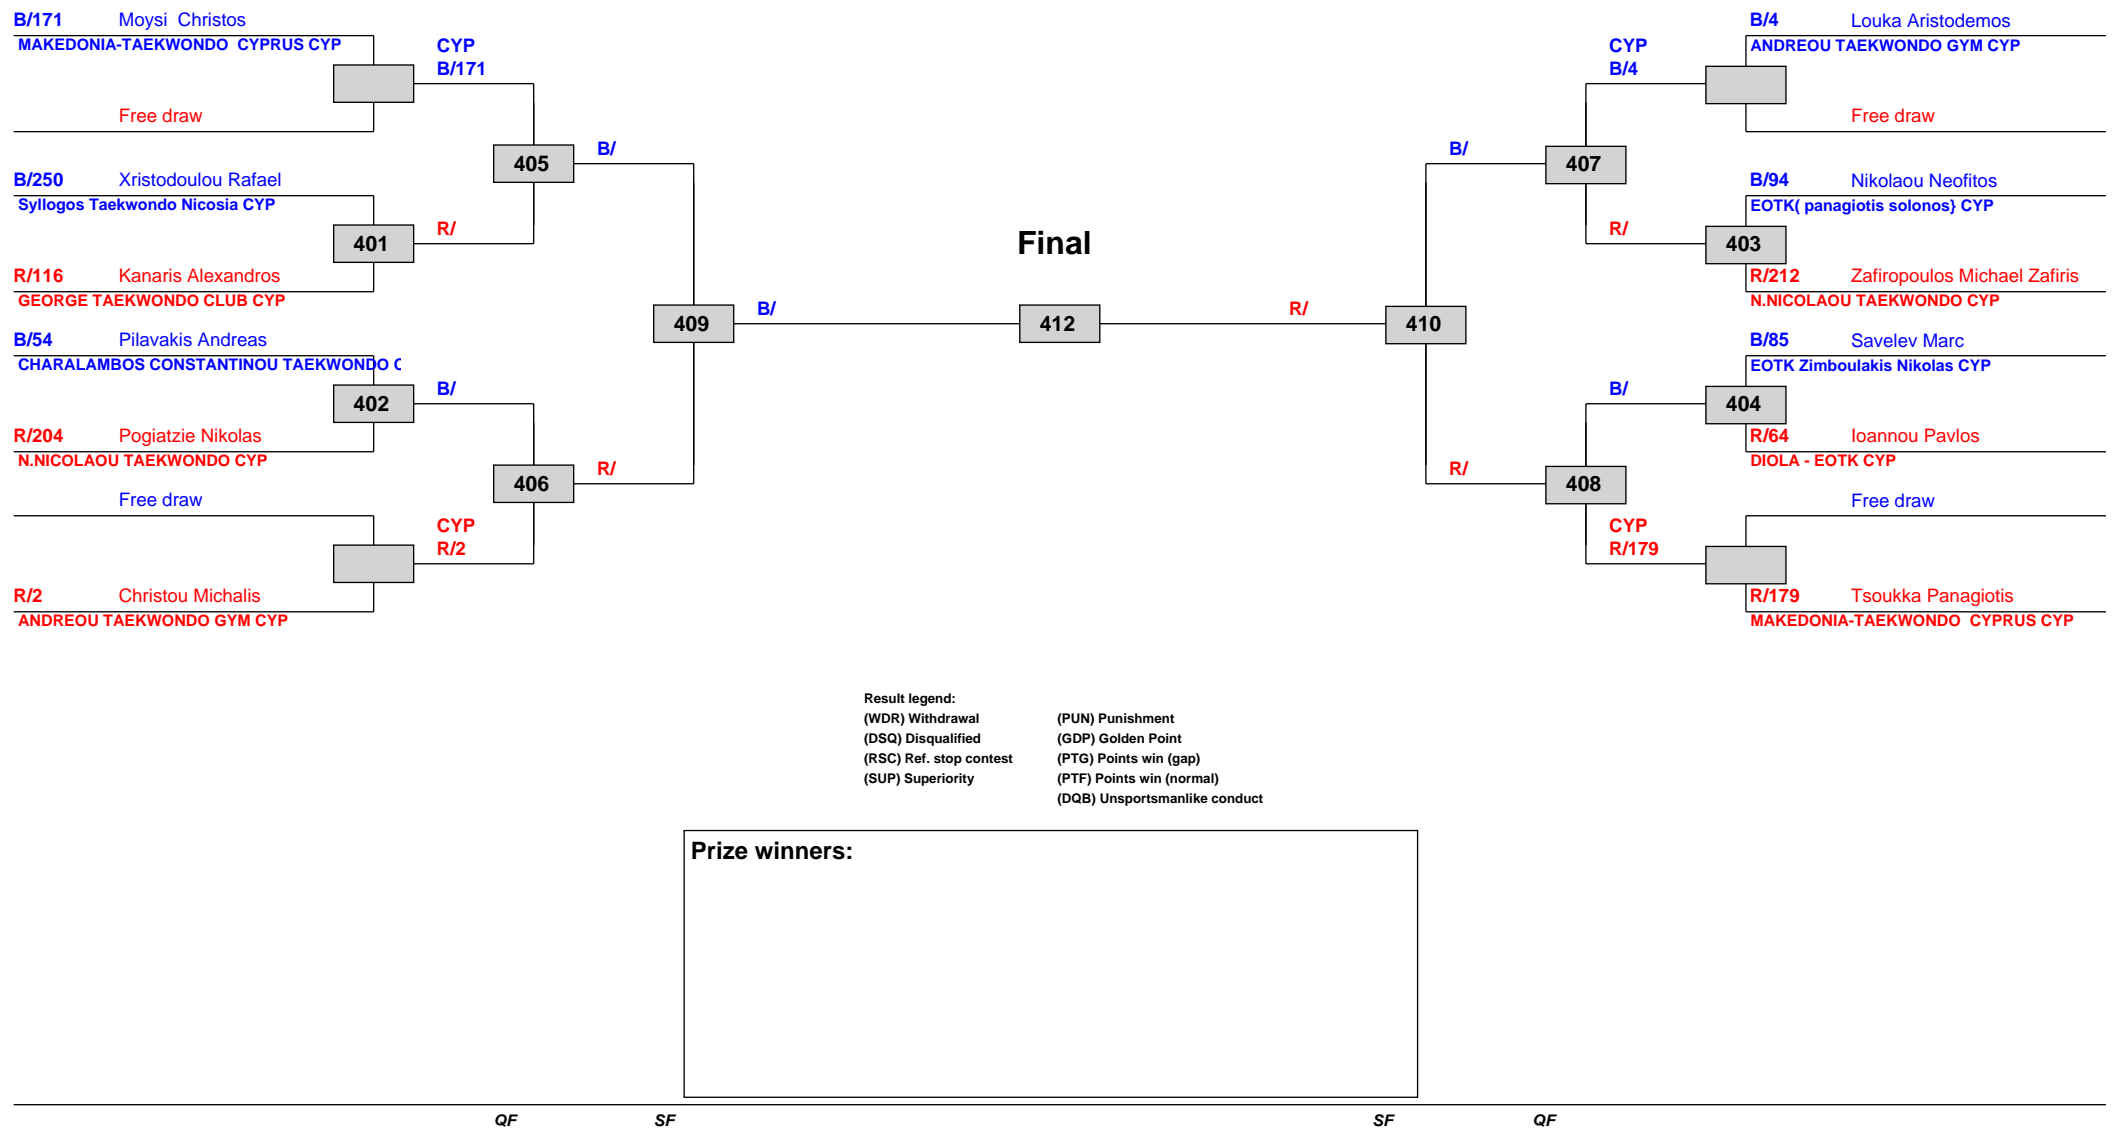 B/171 Moysi Christos
MAKEDONIA-TAEKWONDO CYPRUS CYP
Free draw
CYP
B/171
B/250 Xristodoulou Rafael
Syllogos Taekwondo Nicosia CYP
401
R/116 Kanaris Alexandros
GEORGE TAEKWONDO CLUB CYP
R/
405
B/
B/54 Pilavakis Andreas
CHARALAMBOS CONSTANTINOU TAEKWONDO
402
R/204 Pogiatzie Nikolas
N.NICOLAOU TAEKWONDO CYP
B/
Free draw
406
R/
CYP
R/2
R/2 Christou Michalis
ANDREOU TAEKWONDO GYM CYP
409
B/
Final
412
R/
410
B/4 Louka Aristodemos
ANDREOU TAEKWONDO GYM CYP
CYP
B/4
Free draw
B/
407
B/94 Nikolaou Neofitos
EOTK( panagiotis solonos} CYP
R/
403
R/212 Zafiropoulos Michael Zafiris
N.NICOLAOU TAEKWONDO CYP
B/85 Savelev Marc
EOTK Zimboulakis Nikolas CYP
B/
404
R/64 Ioannou Pavlos
DIOLA - EOTK CYP
R/
408
Free draw
CYP
R/179
R/179 Tsoukka Panagiotis
MAKEDONIA-TAEKWONDO CYPRUS CYP
Result legend:
(WDR) Withdrawal (PUN) Punishment
(DSQ) Disqualified (GDP) Golden Point
(RSC) Ref. stop contest (PTG) Points win (gap)
(SUP) Superiority (PTF) Points win (normal)
(DQB) Unsportsmanlike conduct
Prize winners:
QF SF SF QF